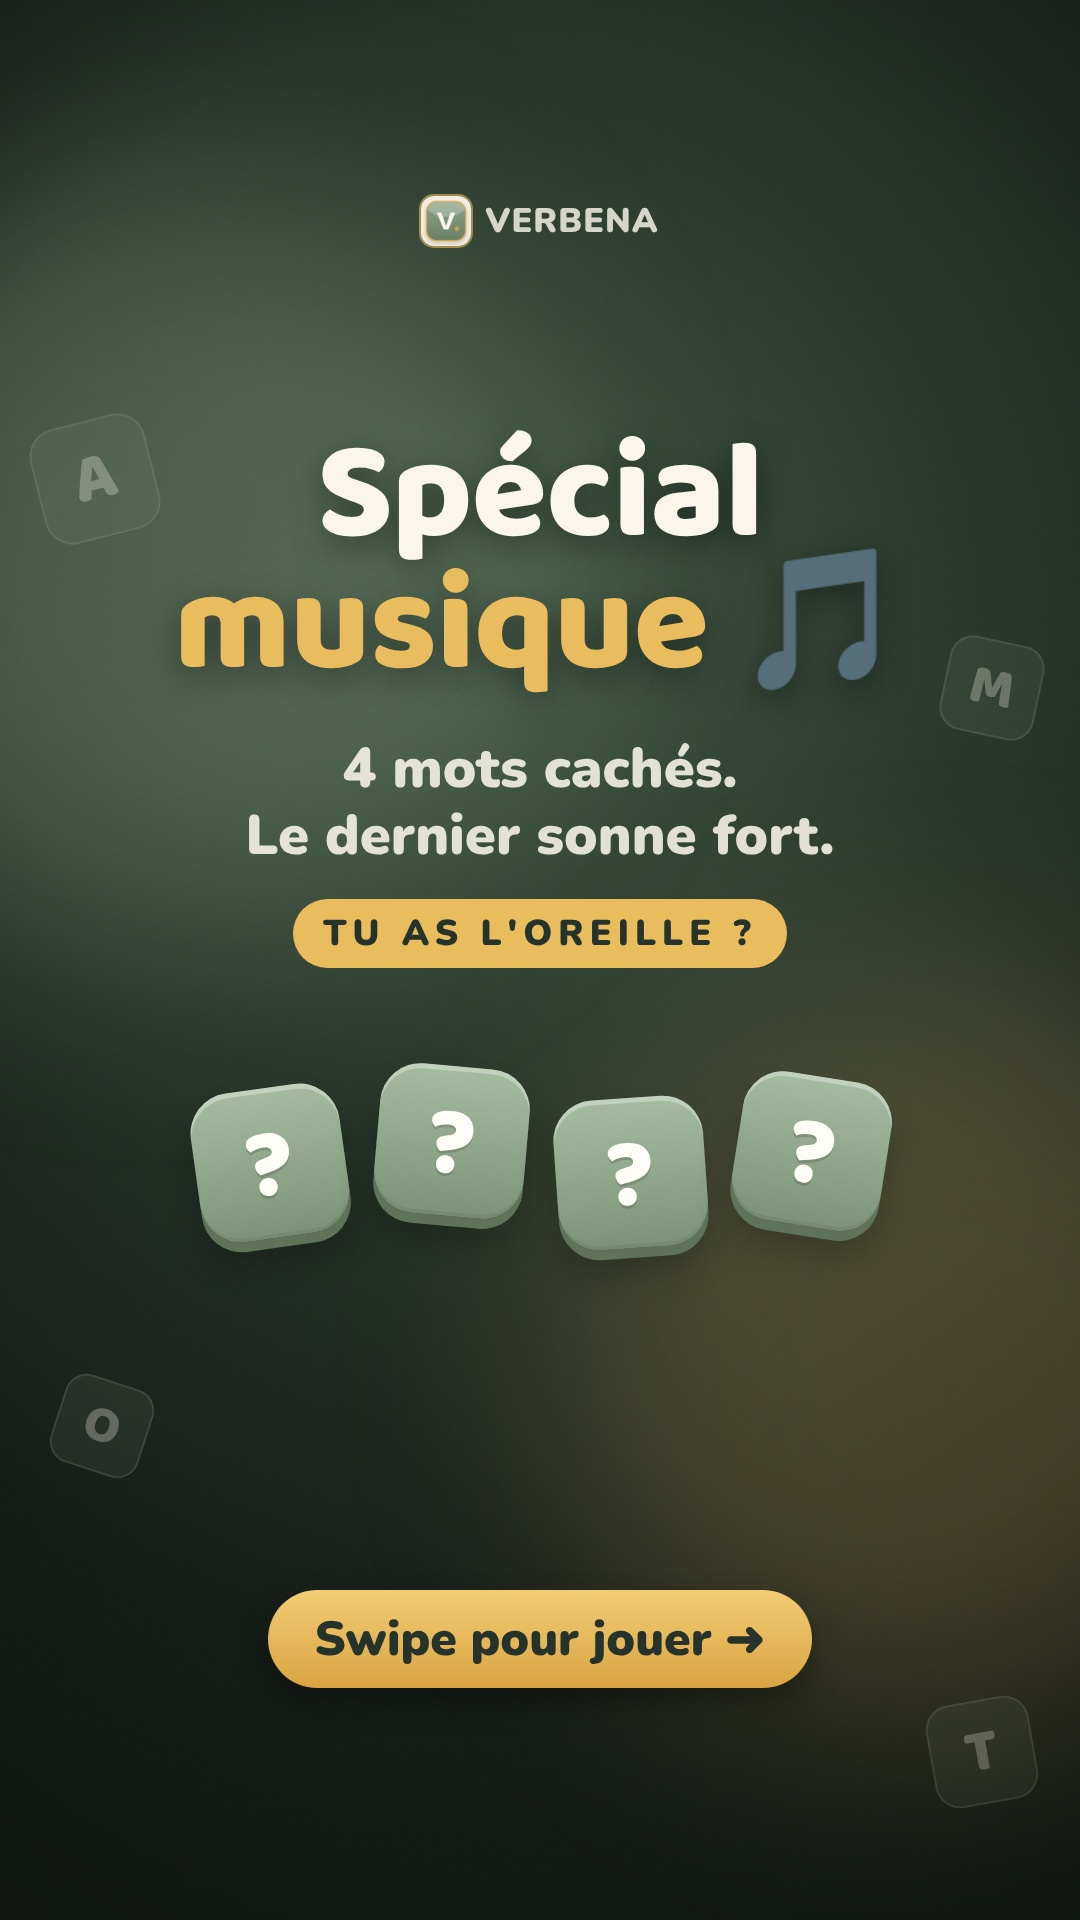 V.
VERBENA
A
Spécial
musique 🎵
M
4 mots cachés.
Le dernier sonne fort.
TU AS L'OREILLE ?
? ? ? ?
O
Swipe pour jouer ➜
T